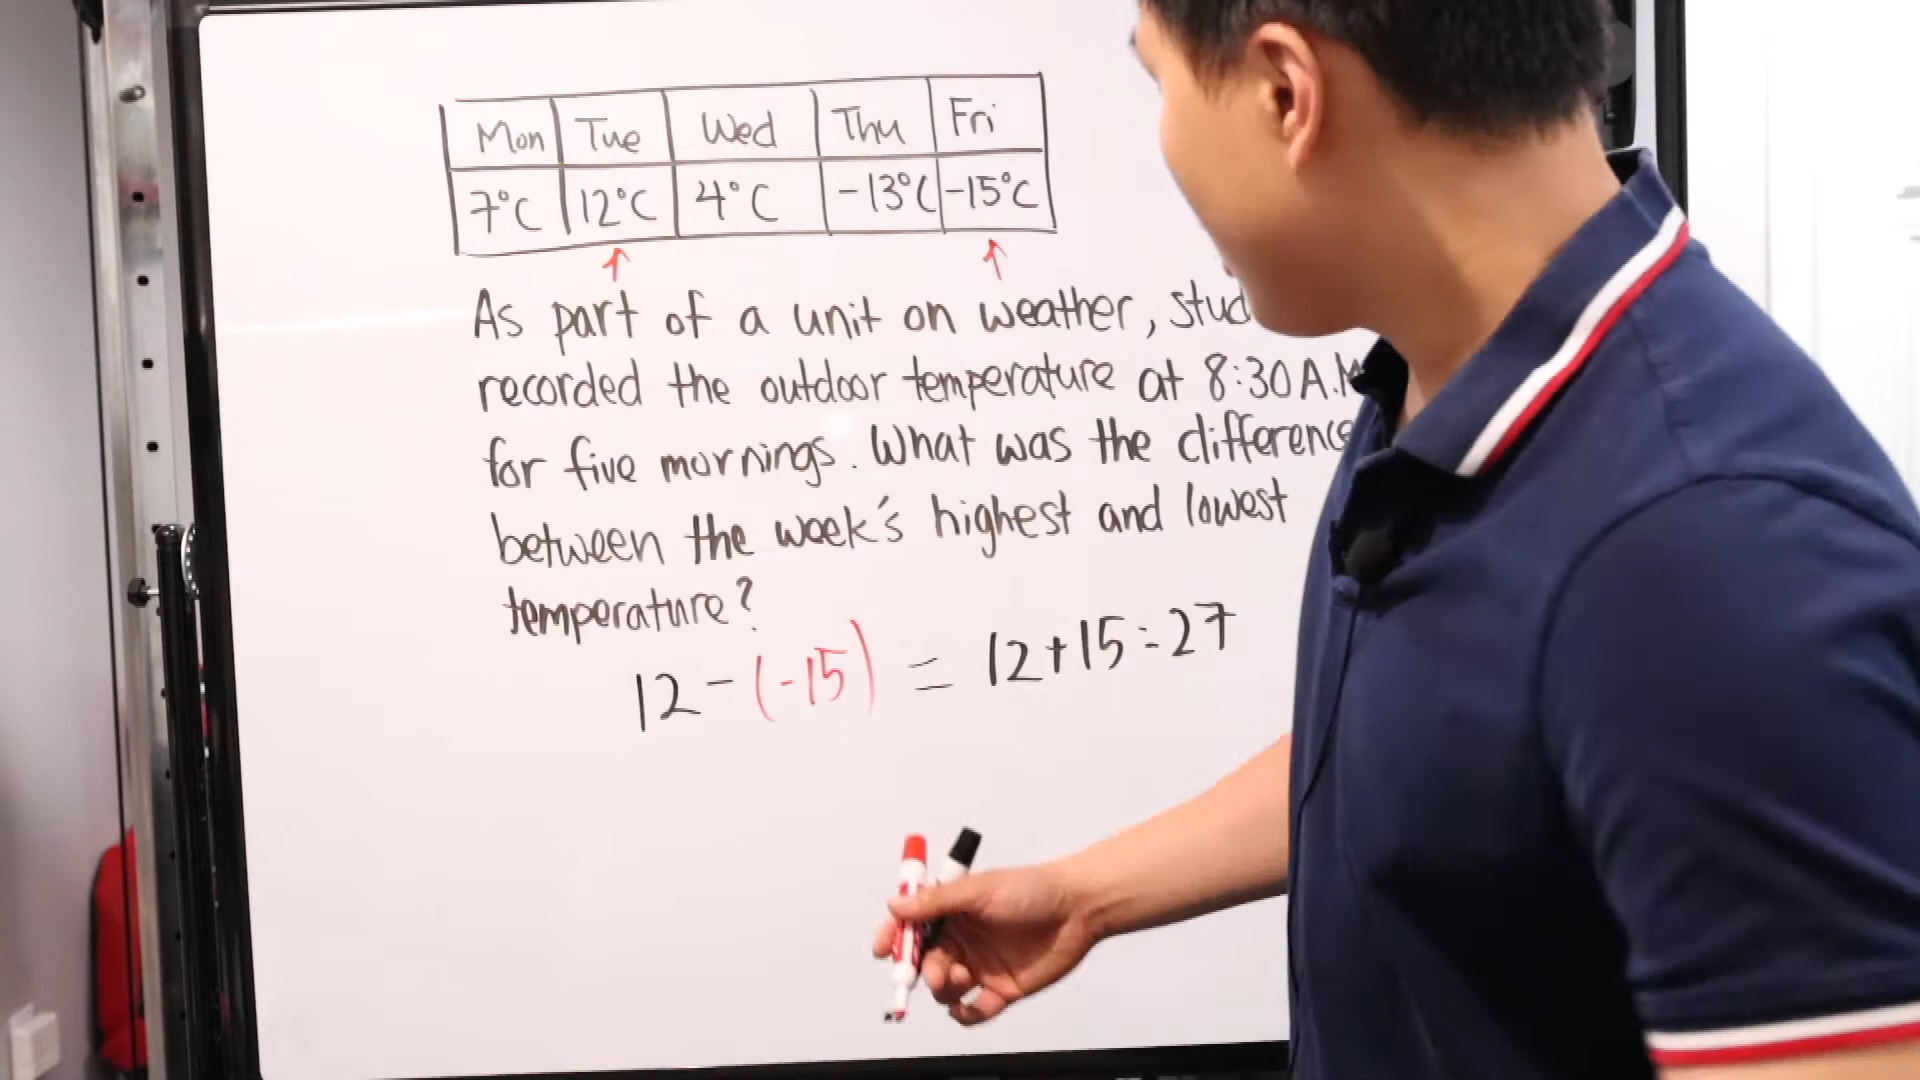 Mon Tue Wed Thu Fri
7°C 12°C 4°C -13°C -15°C
As part of a unit on weather, stud
recorded the outdoor temperature at 8:30 A.M
for five mornings. What was the difference
between the week's highest and lowest
temperature?
12 - (-15) = 12+15=27